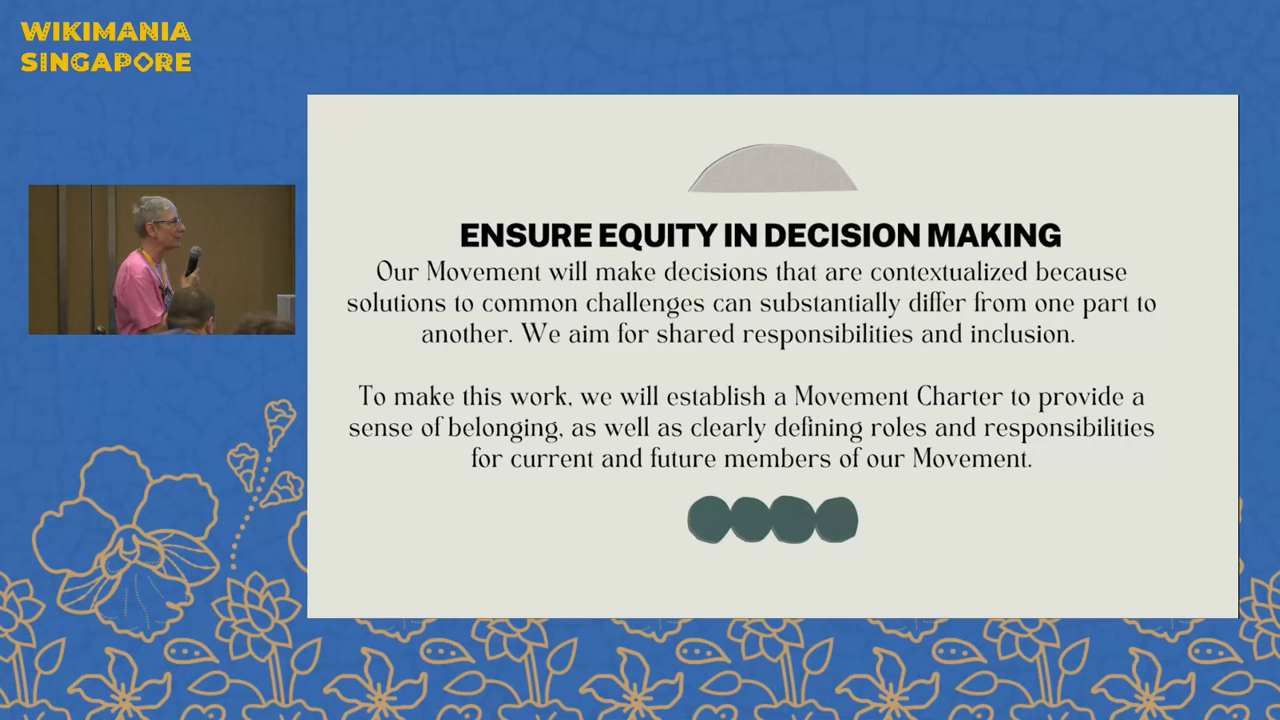 WIKIMANIA
SINGAPORE
ENSURE EQUITY IN DECISION MAKING
Our Movement will make decisions that are contextualized because
solutions to common challenges can substantially differ from one part to
another. We aim for shared responsibilities and inclusion.
To make this work, we will establish a Movement Charter to provide a
sense of belonging, as well as clearly defining roles and responsibilities
for current and future members of our Movement.